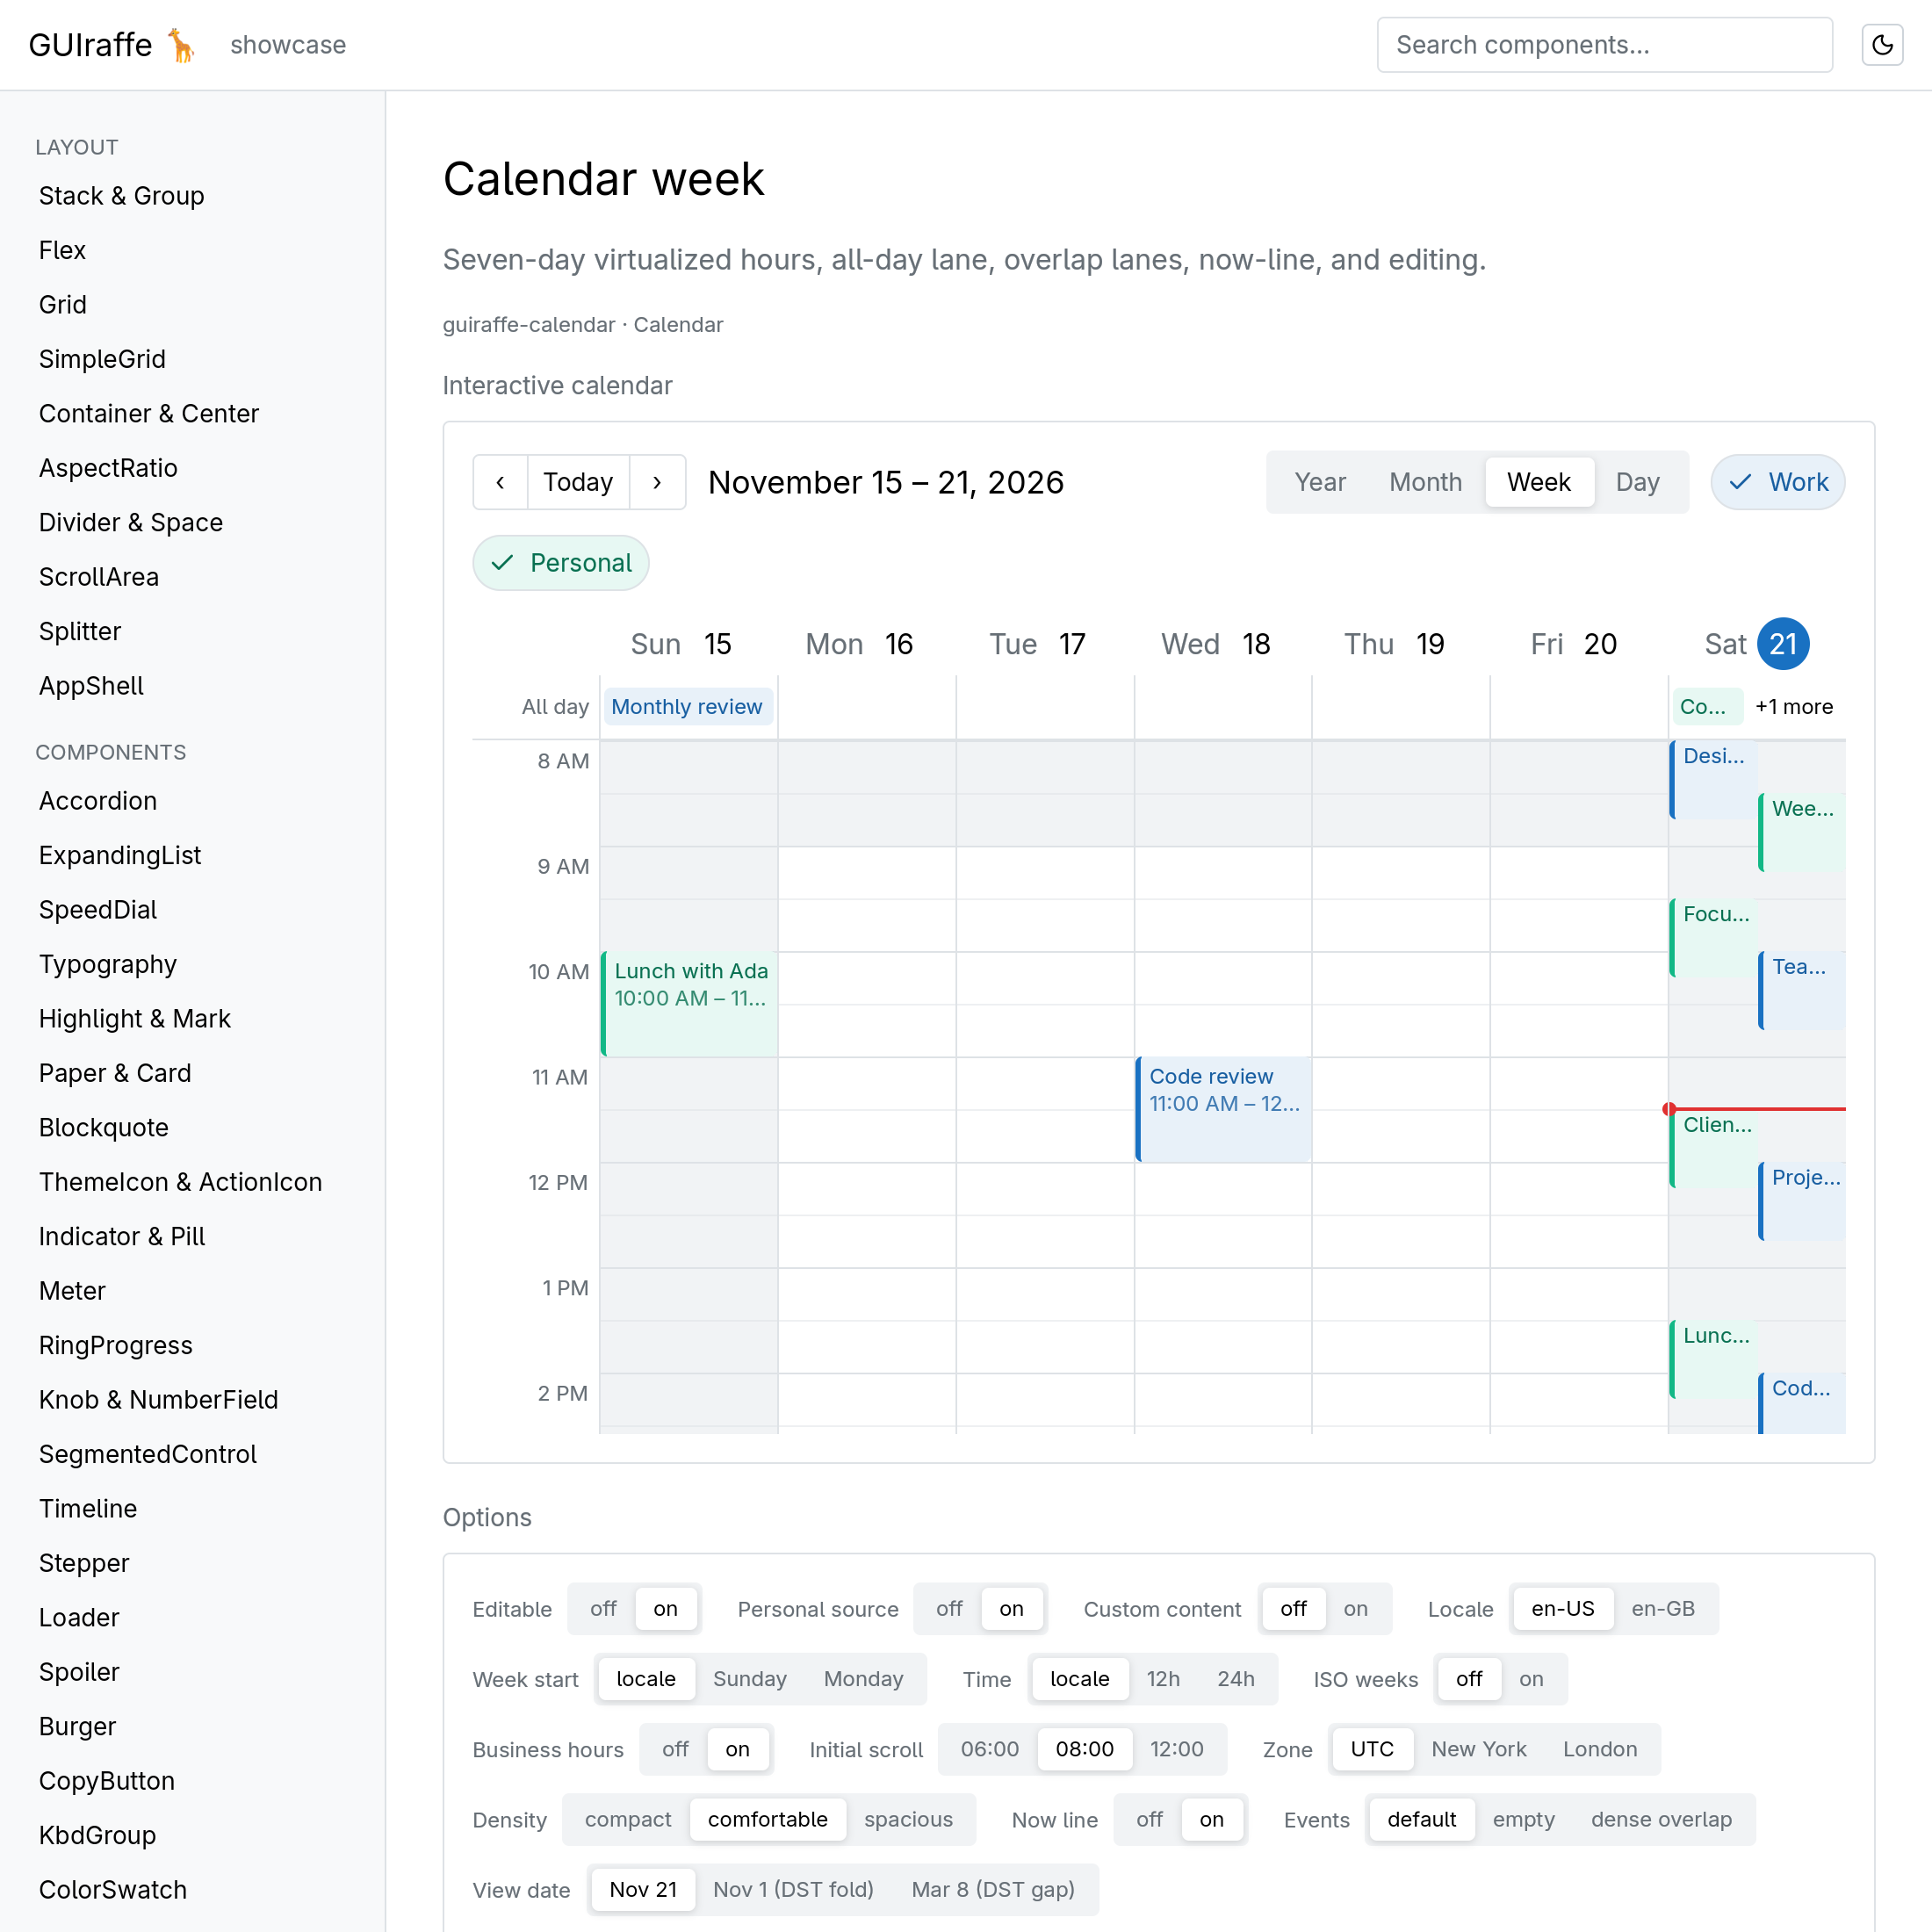 GUIraffe 🦒 showcase
Search components...
LAYOUT
Stack & Group
Flex
Grid
SimpleGrid
Container & Center
AspectRatio
Divider & Space
ScrollArea
Splitter
AppShell
COMPONENTS
Accordion
ExpandingList
SpeedDial
Typography
Highlight & Mark
Paper & Card
Blockquote
ThemeIcon & ActionIcon
Indicator & Pill
Meter
RingProgress
Knob & NumberField
SegmentedControl
Timeline
Stepper
Loader
Spoiler
Burger
CopyButton
KbdGroup
ColorSwatch
Calendar week
Seven-day virtualized hours, all-day lane, overlap lanes, now-line, and editing.
guiraffe-calendar · Calendar
Interactive calendar
‹ Today › November 15 – 21, 2026 Year Month Week Day Work
Personal
Sun 15 Mon 16 Tue 17 Wed 18 Thu 19 Fri 20 Sat 21
All day Monthly review Co... +1 more
8 AM Desi...
Wee...
9 AM
Focu...
10 AM Lunch with Ada Tea...
10:00 AM – 11...
11 AM Code review
11:00 AM – 12...
Clien...
12 PM Proje...
1 PM
Lunc...
2 PM Cod...
Options
Editable off on Personal source off on Custom content off on Locale en-US en-GB
Week start locale Sunday Monday Time locale 12h 24h ISO weeks off on
Business hours off on Initial scroll 06:00 08:00 12:00 Zone UTC New York London
Density compact comfortable spacious Now line off on Events default empty dense overlap
View date Nov 21 Nov 1 (DST fold) Mar 8 (DST gap)